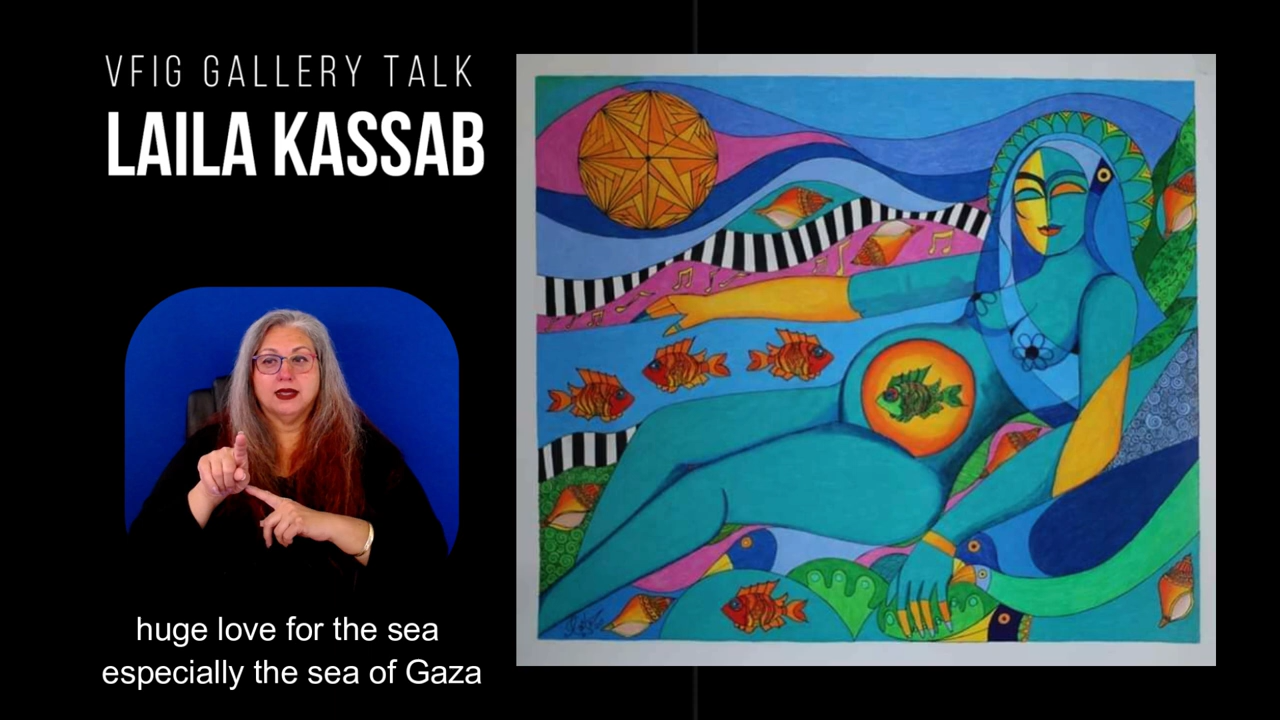 VFIG GALLERY TALK
LAILA KASSAB
huge love for the sea
especially the sea of Gaza